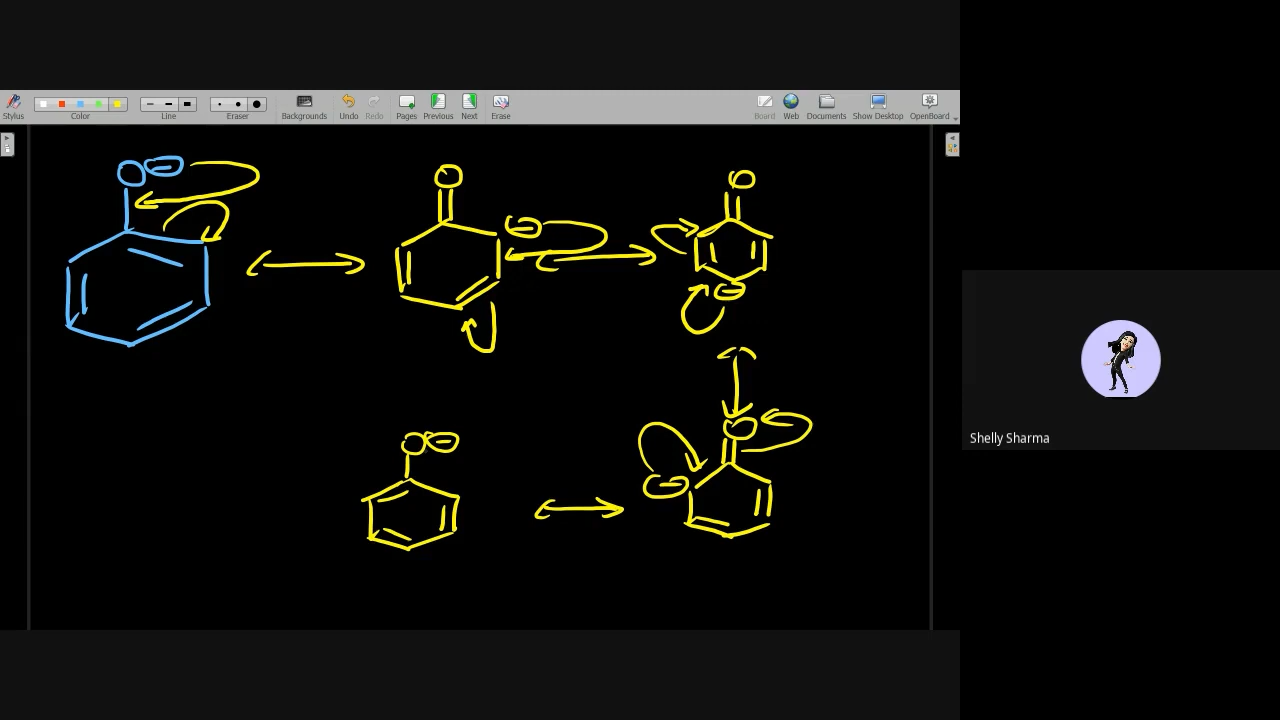 Stylus Color Line Eraser Backgrounds Undo Redo Pages Previous Next Erase Board Web Documents Show Desktop OpenBoard
O ⊖
O
O
⊖
⊖
O ⊖
O
⊖
Shelly Sharma